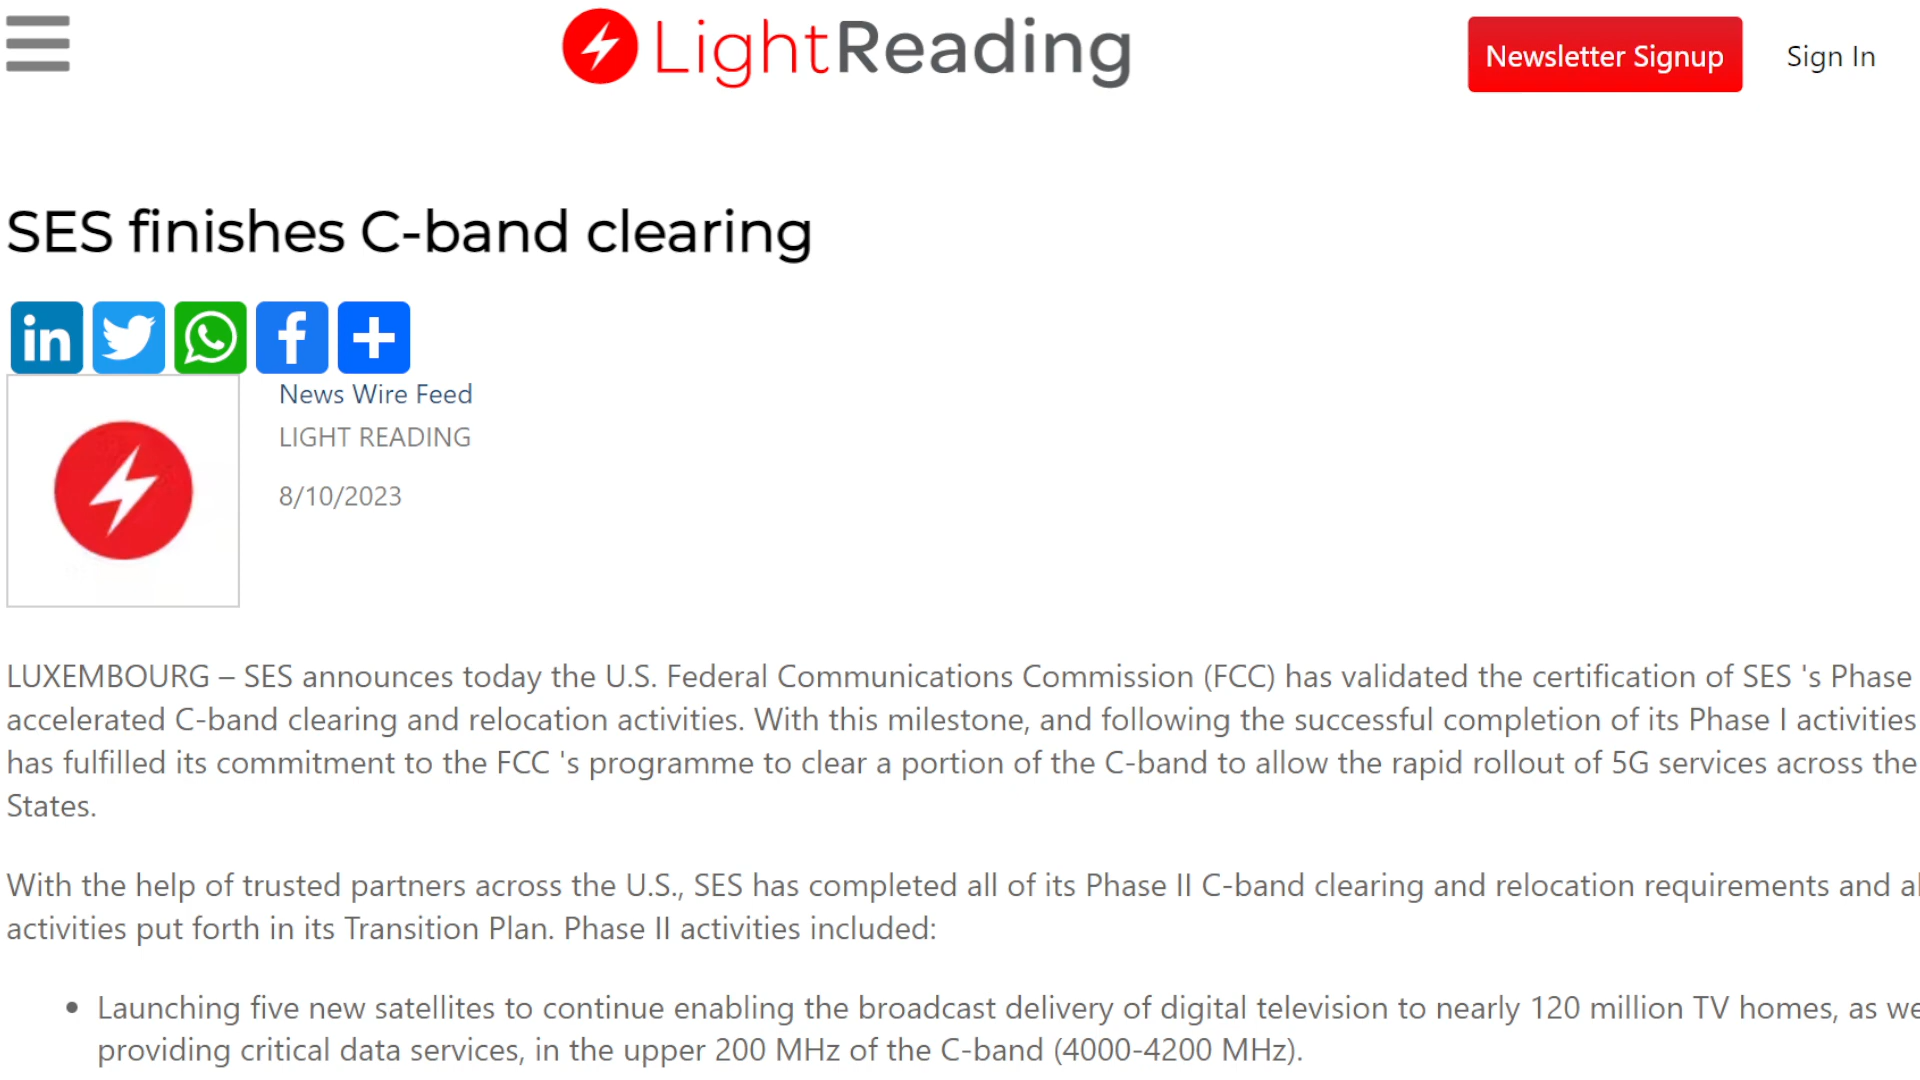 LightReading
Newsletter Signup
Sign In
SES finishes C-band clearing
in
f
News Wire Feed
LIGHT READING
8/10/2023
LUXEMBOURG – SES announces today the U.S. Federal Communications Commission (FCC) has validated the certification of SES 's Phase
accelerated C-band clearing and relocation activities. With this milestone, and following the successful completion of its Phase I activities
has fulfilled its commitment to the FCC 's programme to clear a portion of the C-band to allow the rapid rollout of 5G services across the
States.
With the help of trusted partners across the U.S., SES has completed all of its Phase II C-band clearing and relocation requirements and
activities put forth in its Transition Plan. Phase II activities included:
• Launching five new satellites to continue enabling the broadcast delivery of digital television to nearly 120 million TV homes, as
providing critical data services, in the upper 200 MHz of the C-band (4000-4200 MHz).